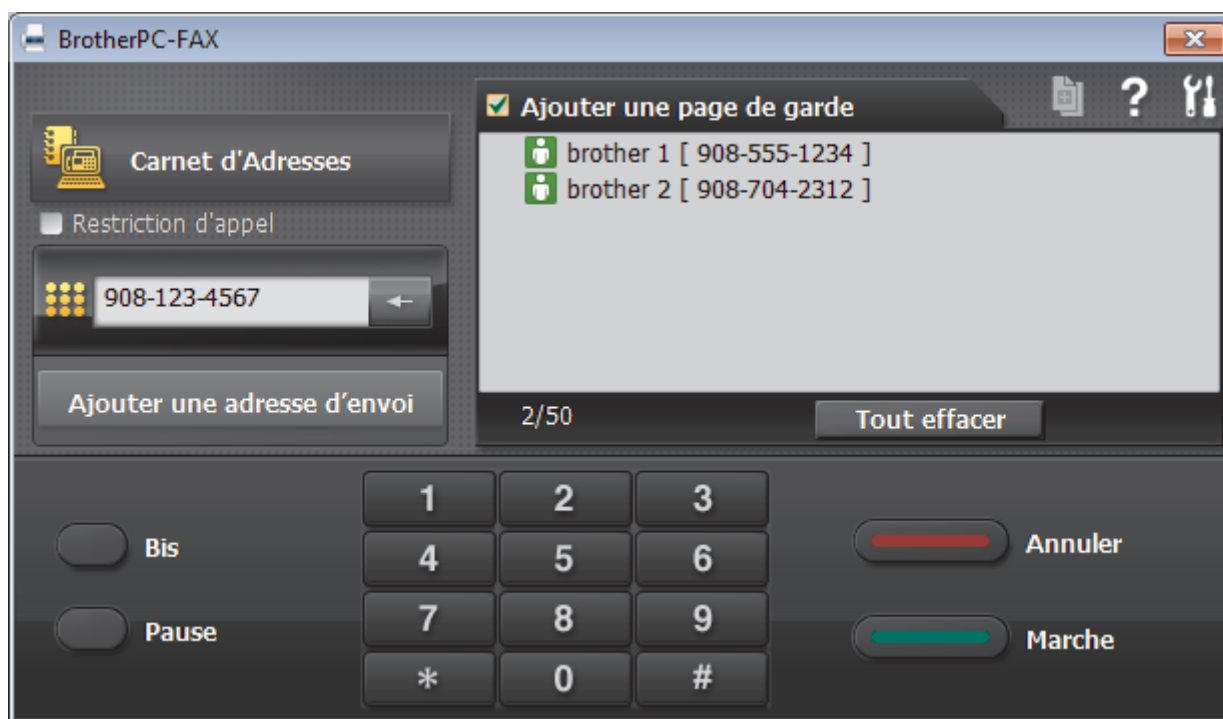 BrotherPC-FAX
Carnet d'Adresses
Restriction d'appel
908-123-4567
Ajouter une adresse d’envoi
Ajouter une page de garde
?
brother 1 [ 908-555-1234 ]
brother 2 [ 908-704-2312 ]
2/50
Tout effacer
Bis
Pause
1 2 3
4 5 6
7 8 9
* 0 #
Annuler
Marche